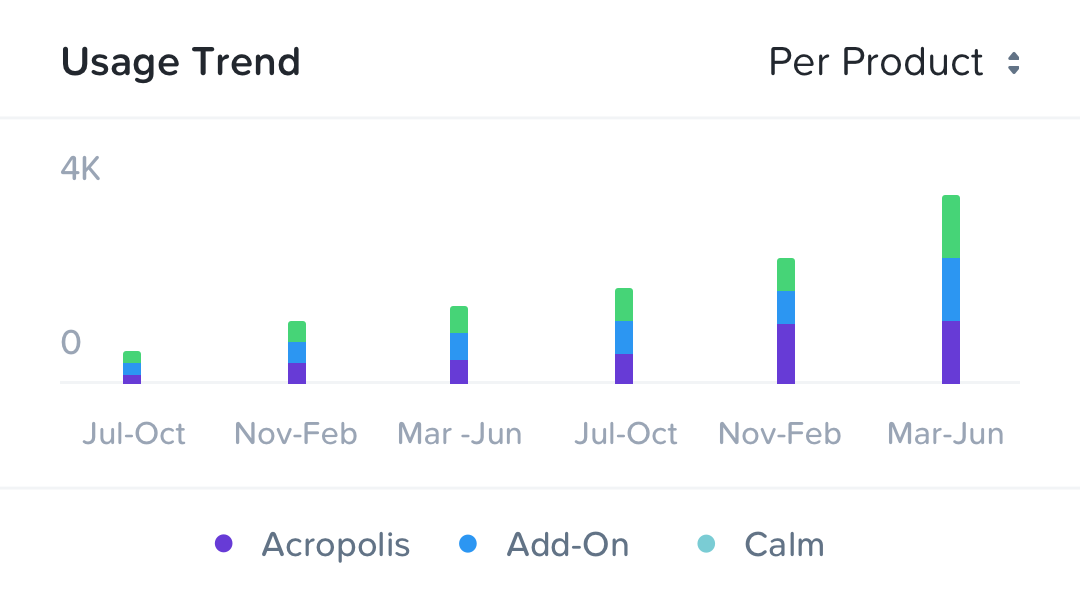 Usage Trend
Per Product
4K
0
Jul-Oct Nov-Feb Mar -Jun Jul-Oct Nov-Feb Mar-Jun
Acropolis Add-On Calm